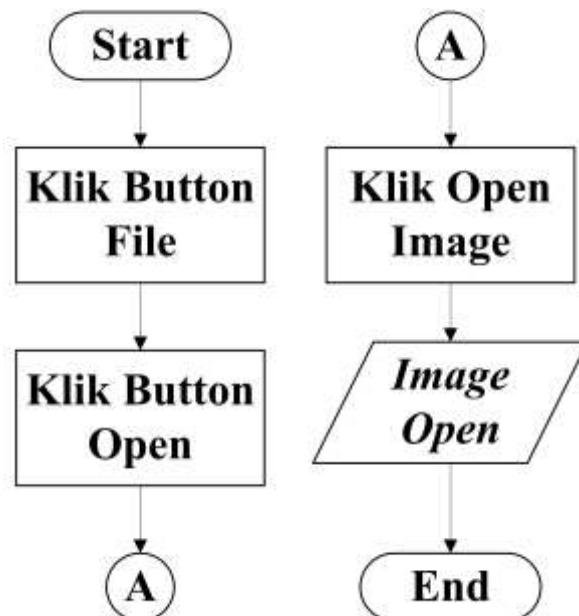 Start
Klik Button
File
Klik Button
Open
A
A
Klik Open
Image
Image
Open
End